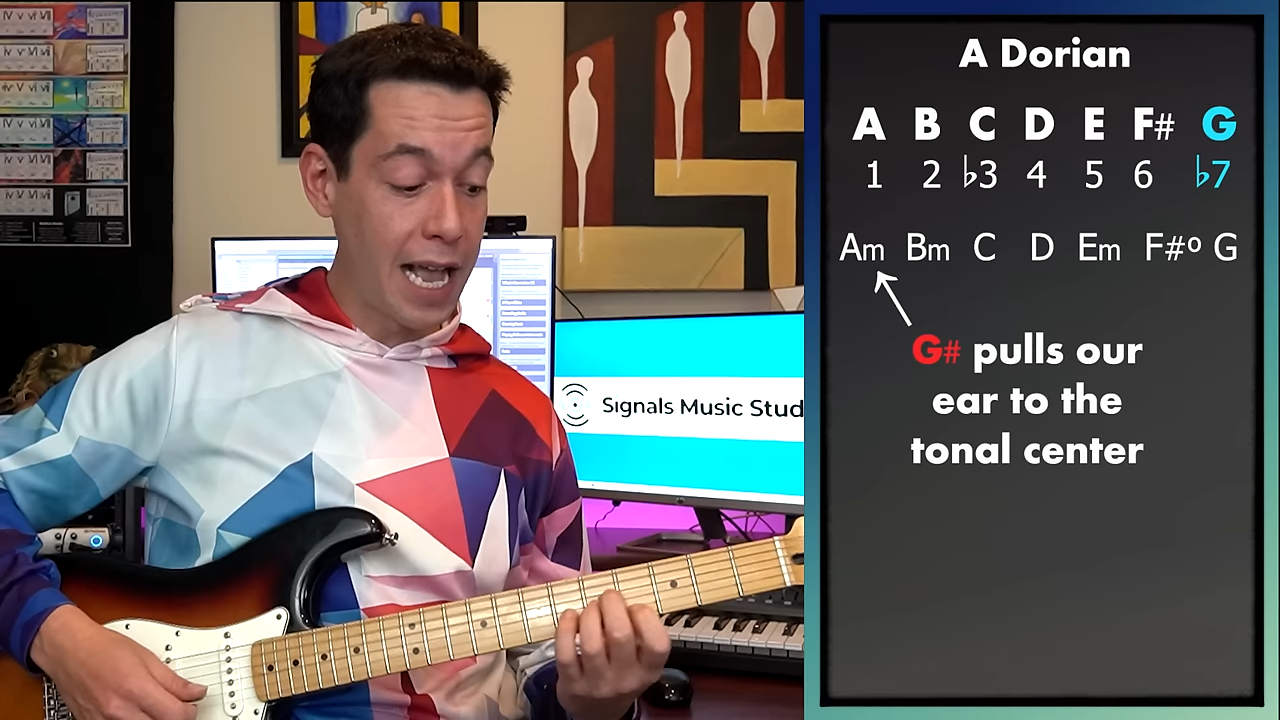 A Dorian
A B C D E F# G
1 2 ♭3 4 5 6 ♭7
Am Bm C D Em F#º G
G# pulls our
ear to the
tonal center
Signals Music Stud